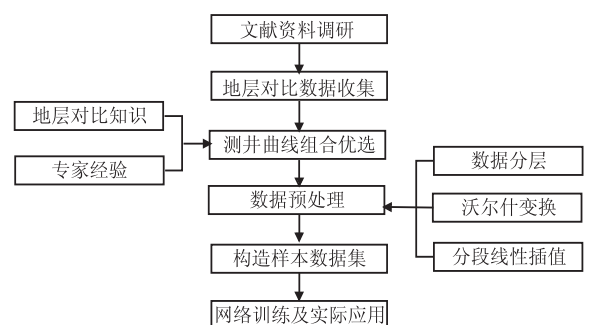 文献资料调研
地层对比数据收集
地层对比知识
测井曲线组合优选
专家经验
数据分层
数据预处理
沃尔什变换
构造样本数据集
分段线性插值
网络训练及实际应用